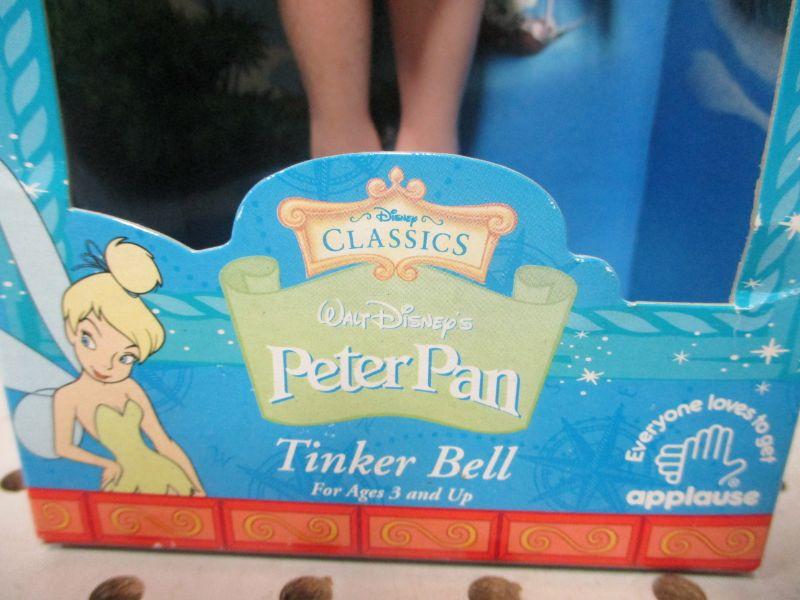 Disney
CLASSICS
WALT DISNEY'S
Peter Pan
Tinker Bell
For Ages 3 and Up
Everyone loves to get
applause®